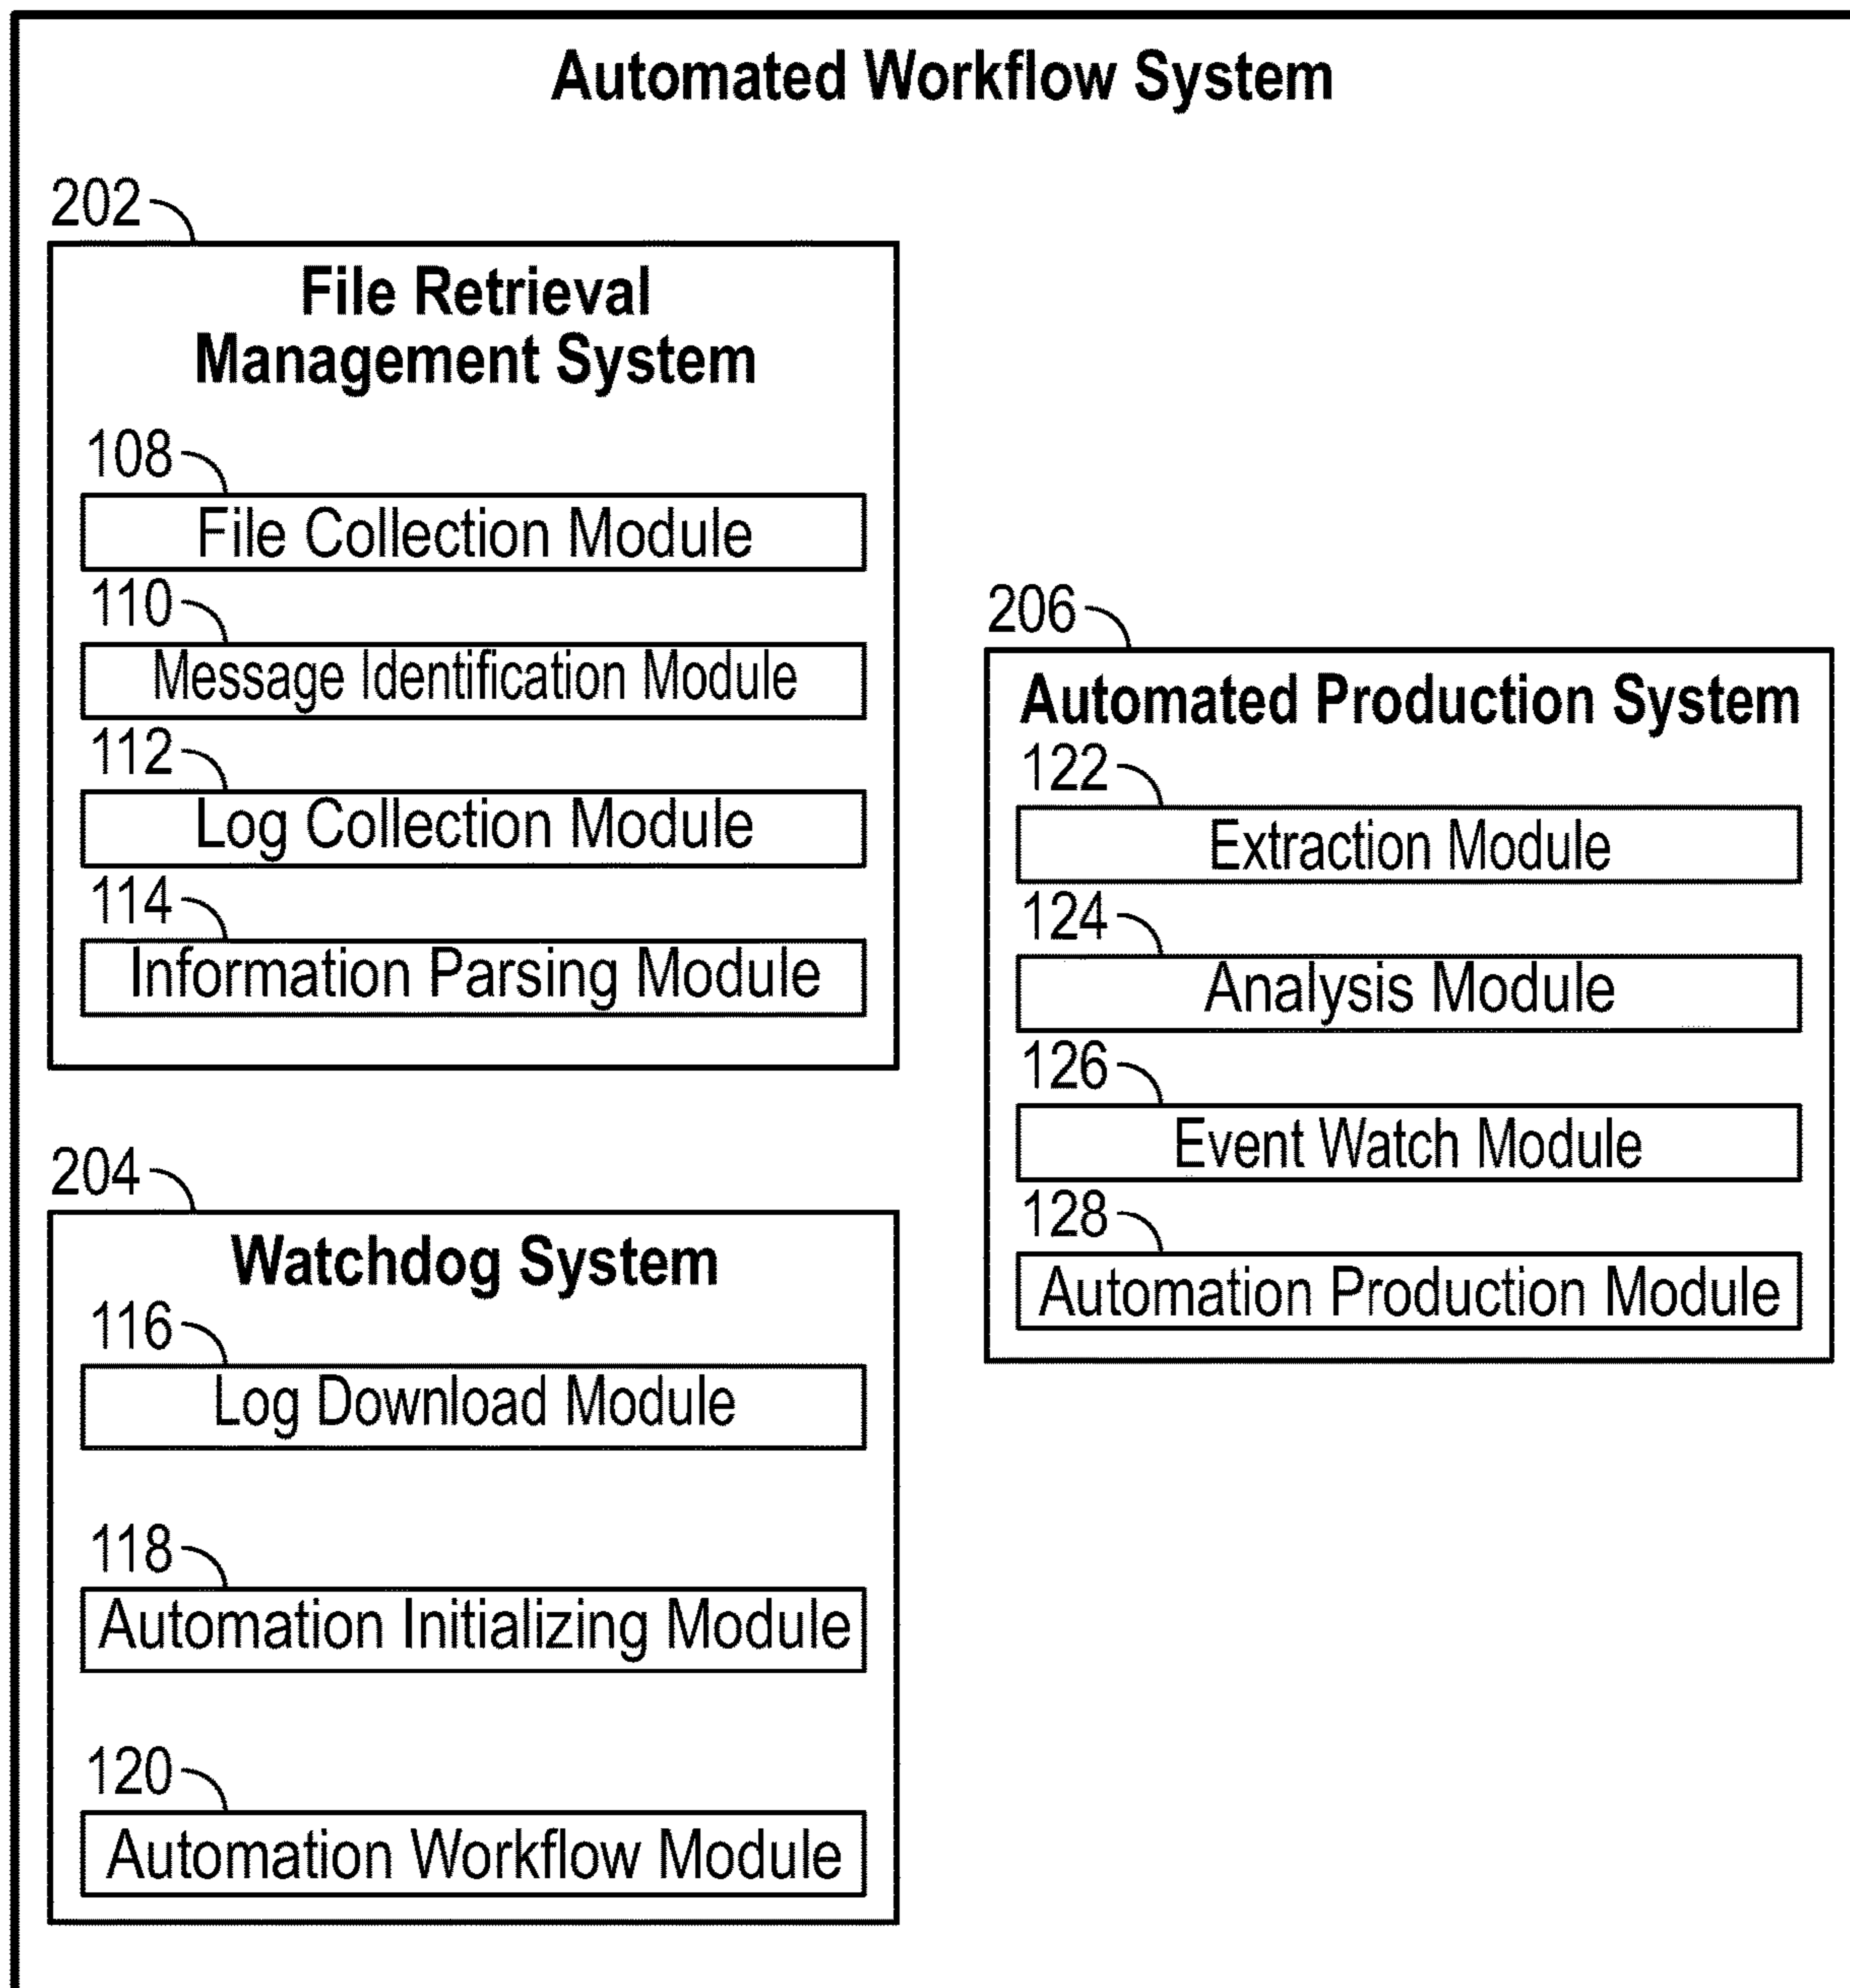 Automated Workflow System
202
File Retrieval
Management System
108
File Collection Module
110
Message Identification Module
112
Log Collection Module
114
Information Parsing Module
204
Watchdog System
116
Log Download Module
118
Automation Initializing Module
120
Automation Workflow Module
206
Automated Production System
122
Extraction Module
124
Analysis Module
126
Event Watch Module
128
Automation Production Module